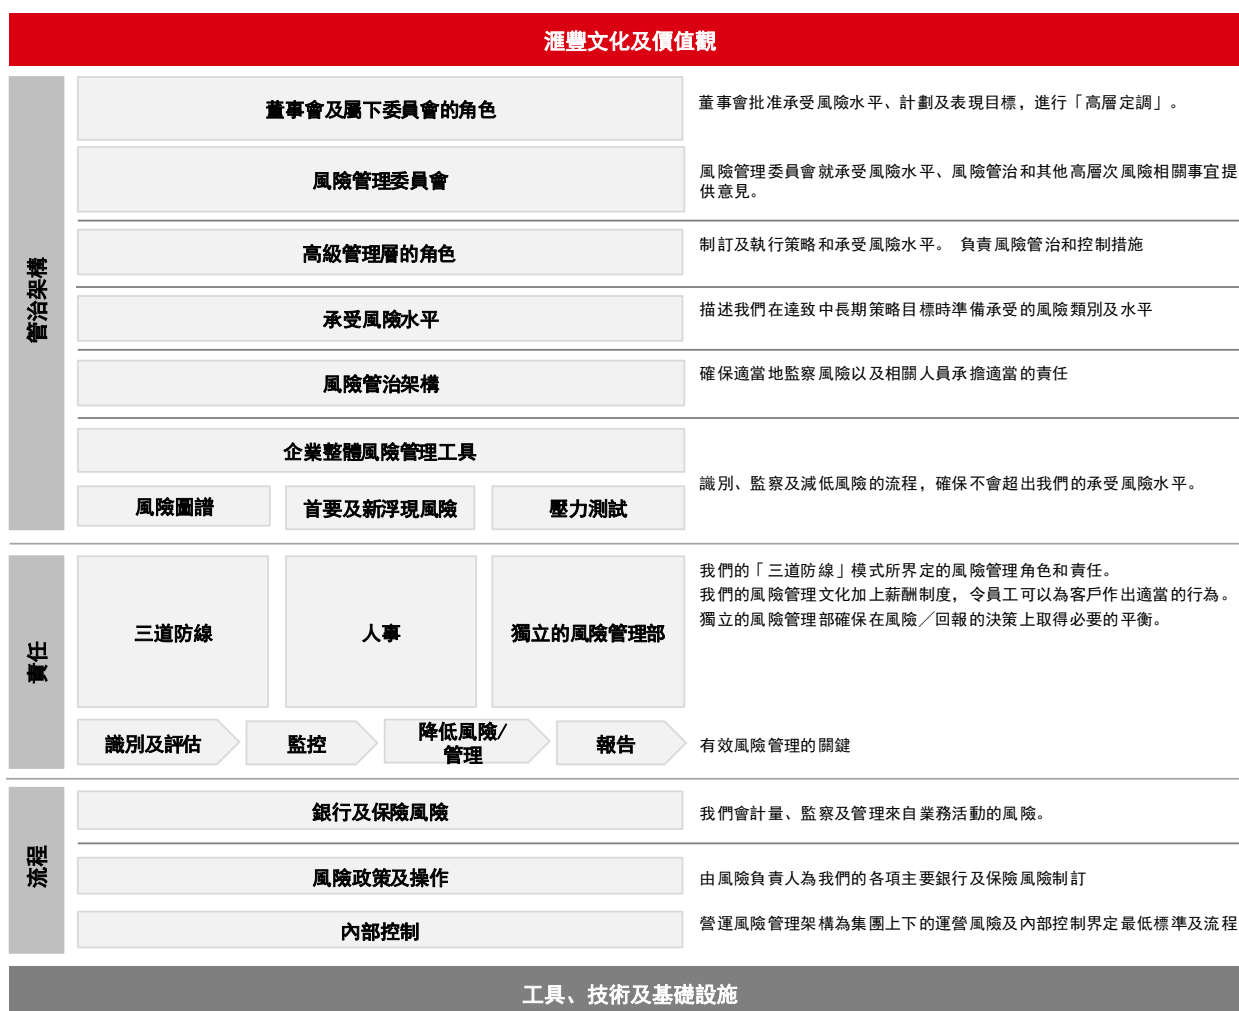 滙豐文化及價值觀
管治架構
董事會及屬下委員會的角色
董事會批准承受風險水平、計劃及表現目標，進行「高層定調」。
風險管理委員會
風險管理委員會就承受風險水平、風險管治和其他高層次風險相關事宜提
供意見。
高級管理層的角色
制訂及執行策略和承受風險水平。 負責風險管治和控制措施
承受風險水平
描述我們在達致中長期策略目標時準備承受的風險類別及水平
風險管治架構
確保適當地監察風險以及相關人員承擔適當的責任
企業整體風險管理工具
風險圖譜
首要及新浮現風險
壓力測試
識別、監察及減低風險的流程，確保不會超出我們的承受風險水平。
責任
三道防線
人事
獨立的風險管理部
我們的「三道防線」模式所界定的風險管理角色和責任。
我們的風險管理文化加上薪酬制度，令員工可以為客戶作出適當的行為。
獨立的風險管理部確保在風險／回報的決策上取得必要的平衡。
識別及評估
監控
降低風險/
管理
報告
有效風險管理的關鍵
流程
銀行及保險風險
我們會計量、監察及管理來自業務活動的風險。
風險政策及操作
由風險負責人為我們的各項主要銀行及保險風險制訂
內部控制
營運風險管理架構為集團上下的運營風險及內部控制界定最低標準及流程
工具、技術及基礎設施